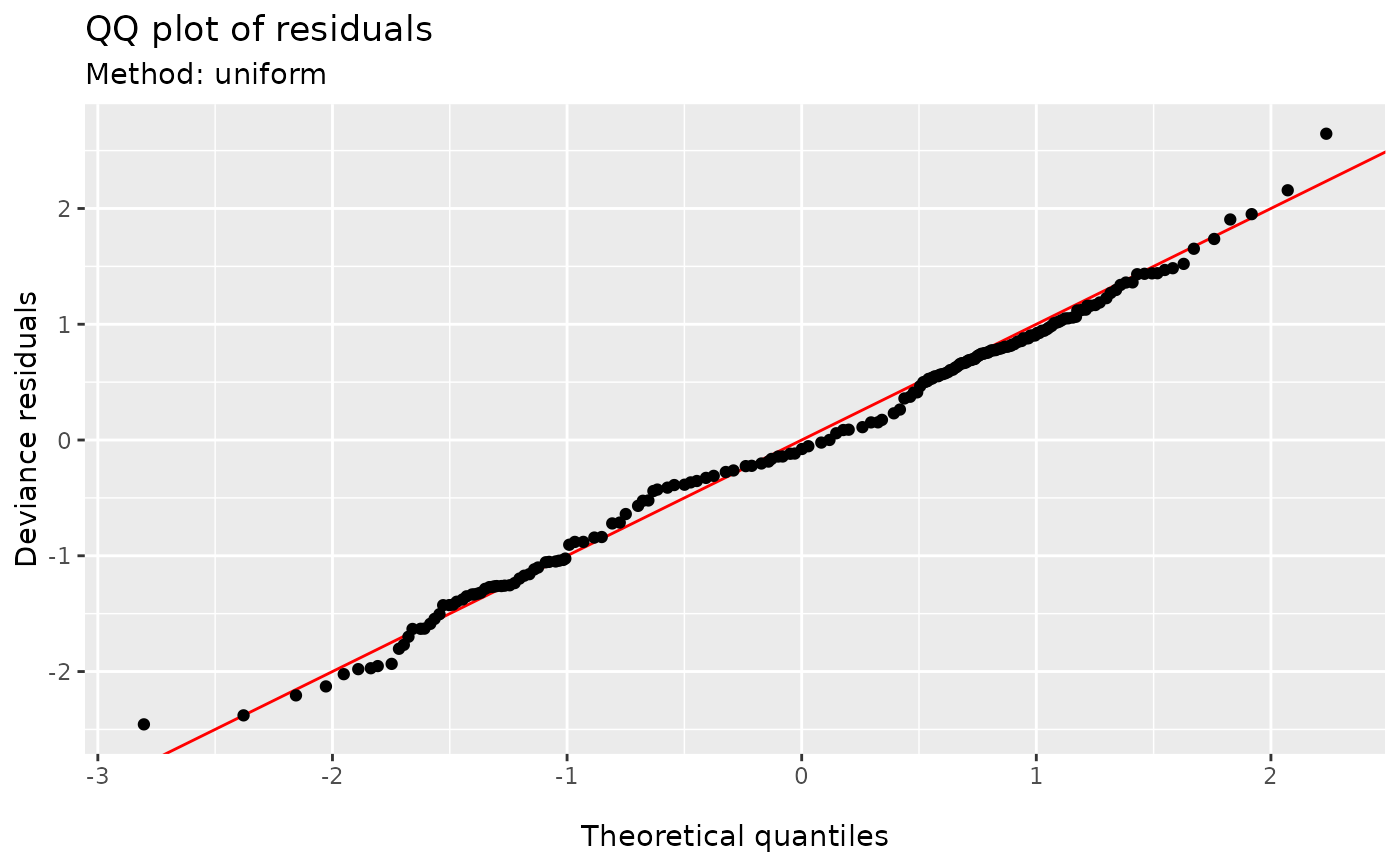 QQ plot of residuals
Method: uniform
Deviance residuals
2
1
0
-1
-2
-3 -2 -1 0 1 2
Theoretical quantiles